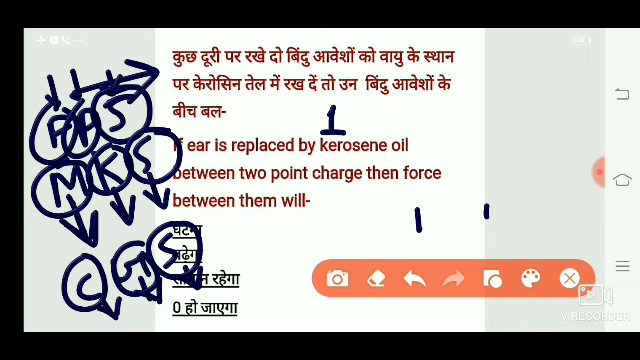 कुछ दूरी पर रखे दो बिंदु आवेशों को वायु के स्थान
पर केरोसिन तेल में रख दें तो उन बिंदु आवेशों के
बीच बल-
1
If ear is replaced by kerosene oil
between two point charge then force
between them will-
F P S
M K S
घटेगा
बढ़ेगा
C G S
समान रहेगा
0 हो जाएगा
V RECORDER